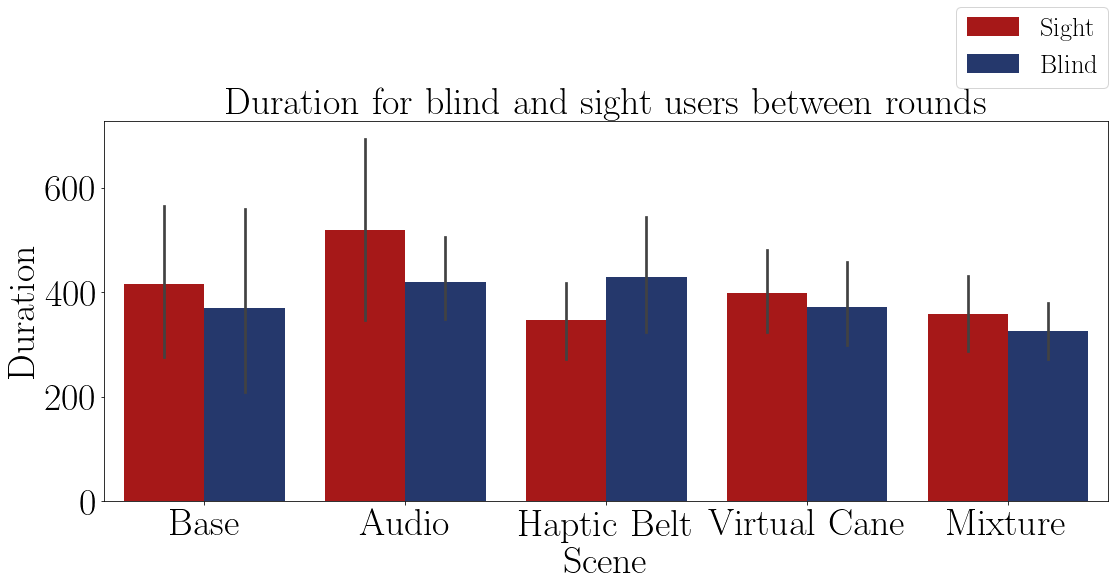 Sight
Blind
Duration for blind and sight users between rounds
Duration
600
400
200
0
Base Audio Haptic Belt Virtual Cane Mixture
Scene